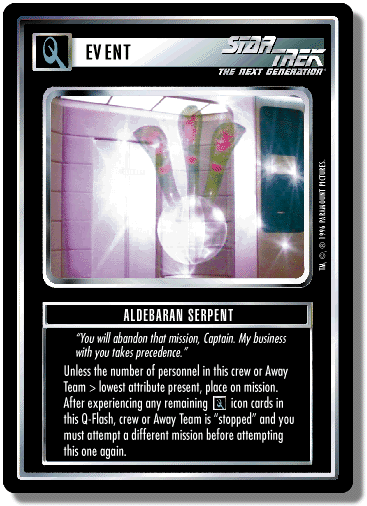 Q EVENT
STAR TREK
THE NEXT GENERATION
TM, ©, ® 1996 PARAMOUNT PICTURES.
ALDEBARAN SERPENT
"You will abandon that mission, Captain. My business
with you takes precedence."
Unless the number of personnel in this crew or Away
Team > lowest attribute present, place on mission.
After experiencing any remaining Q icon cards in
this Q-Flash, crew or Away Team is "stopped" and you
must attempt a different mission before attempting
this one again.